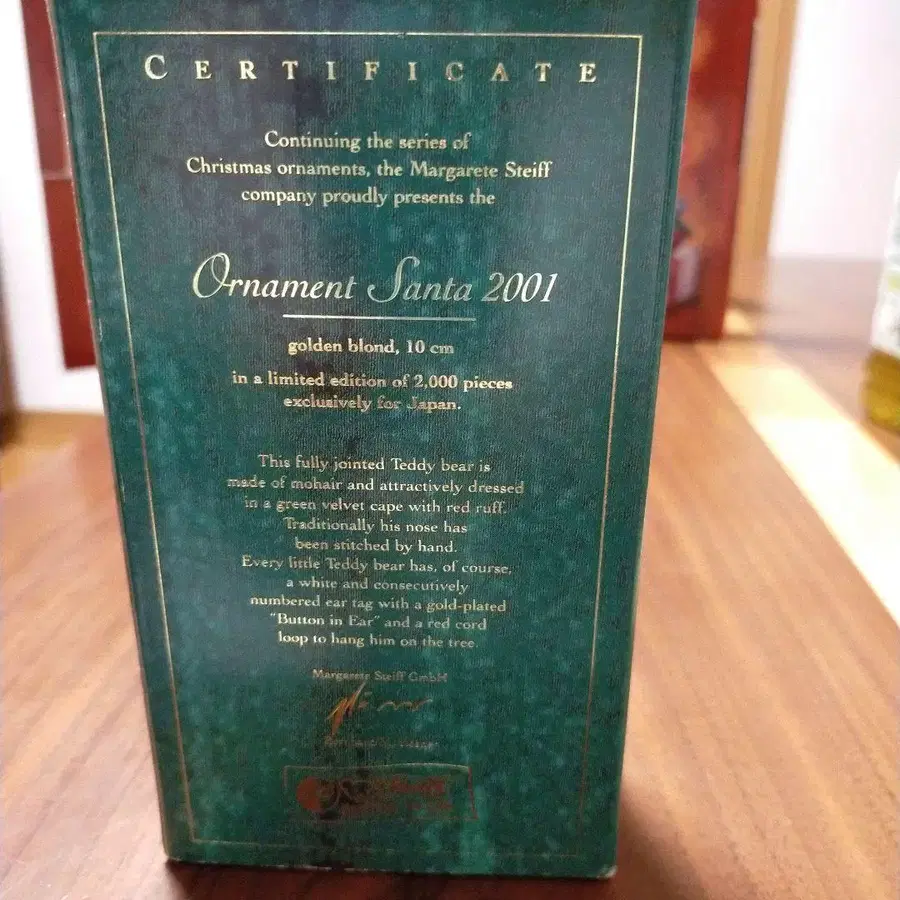 CERTIFICATE
Continuing the series of
Christmas ornaments, the Margarete Steiff
company proudly presents the
Ornament Santa 2001
golden blond, 10 cm
in a limited edition of 2,000 pieces
exclusively for Japan.
This fully jointed Teddy bear is
made of mohair and attractively dressed
in a green velvet cape with red ruff.
Traditionally his nose has
been stitched by hand.
Every little Teddy bear has, of course,
a white and consecutively
numbered ear tag with a gold-plated
"Button in Ear" and a red cord
loop to hang him on the tree.
Margarete Steiff GmbH